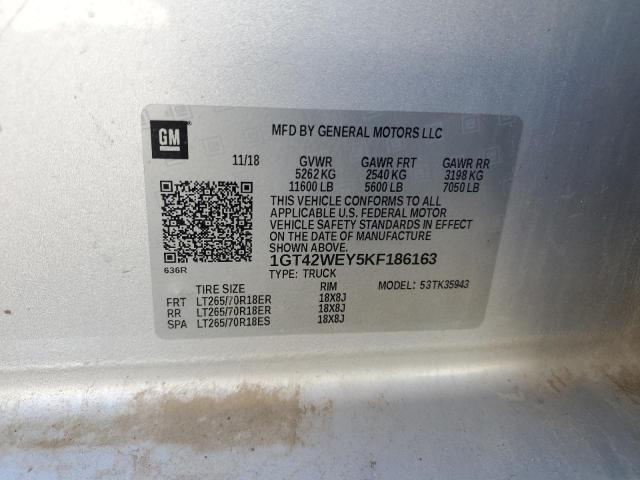 GM
MFD BY GENERAL MOTORS LLC
11/18 GVWR GAWR FRT GAWR RR
5262 KG 2540 KG 3198 KG
11600 LB 5600 LB 7050 LB
THIS VEHICLE CONFORMS TO ALL
APPLICABLE U.S. FEDERAL MOTOR
VEHICLE SAFETY STANDARDS IN
EFFECT ON THE DATE OF MANUFACTURE
SHOWN ABOVE.
636R
1GT42WEY5KF186163
TYPE: TRUCK
TIRE SIZE RIM MODEL: 53TK35943
FRT LT265/70R18ER 18X8J
RR LT265/70R18ER 18X8J
SPA LT265/70R18ES 18X8J